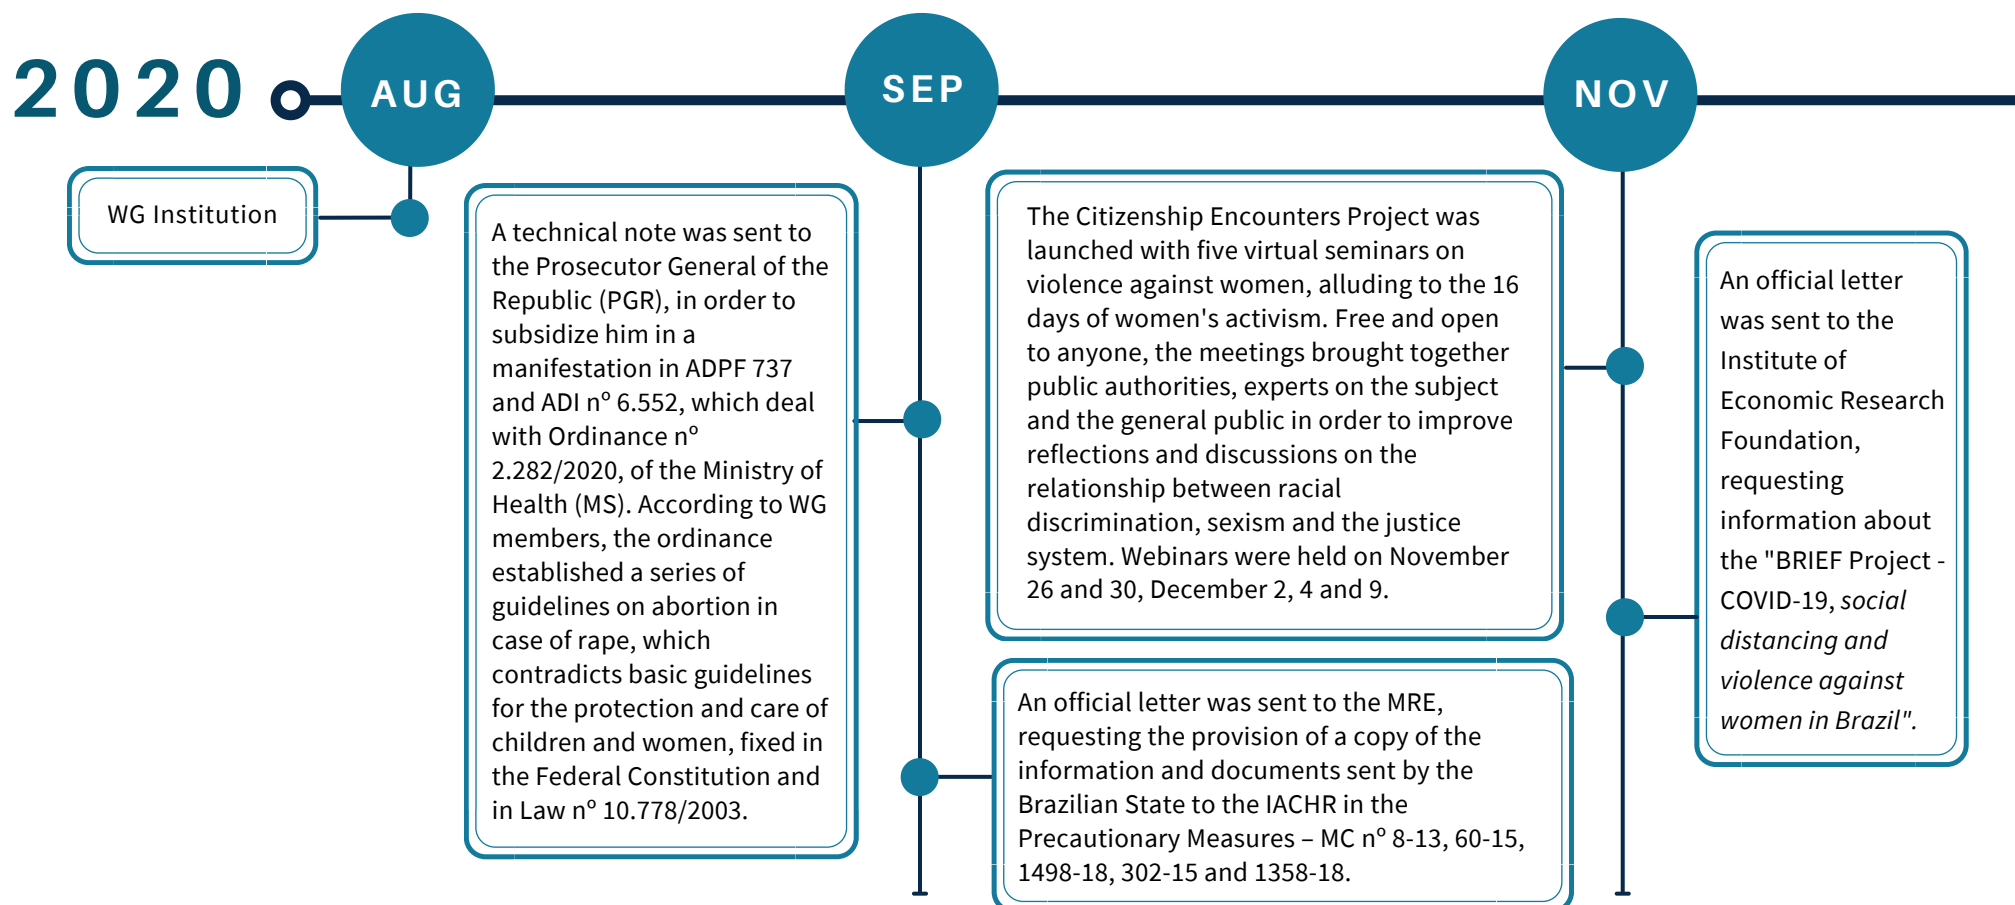 2020
AUG
SEP
NOV
WG Institution
A technical note was sent to
the Prosecutor General of the
Republic (PGR), in order to
subsidize him in a
manifestation in ADPF 737
and ADI nº 6.552, which deal
with Ordinance nº
2.282/2020, of the Ministry of
Health (MS). According to WG
members, the ordinance
established a series of
guidelines on abortion in
case of rape, which
contradicts basic guidelines
for the protection and care of
children and women, fixed in
the Federal Constitution and
in Law nº 10.778/2003.
An official letter was sent to the MRE,
requesting the provision of a copy of the
information and documents sent by the
Brazilian State to the IACHR in the
Precautionary Measures – MC nº 8-13, 60-15,
1498-18, 302-15 and 1358-18.
The Citizenship Encounters Project was
launched with five virtual seminars on
violence against women, alluding to the 16
days of women's activism. Free and open
to anyone, the meetings brought together
public authorities, experts on the subject
and the general public in order to improve
reflections and discussions on the
relationship between racial
discrimination, sexism and the justice
system. Webinars were held on November
26 and 30, December 2, 4 and 9.
An official letter
was sent to the
Institute of
Economic Research
Foundation,
requesting
information about
the "BRIEF Project -
COVID-19, social
distancing and
violence against
women in Brazil".